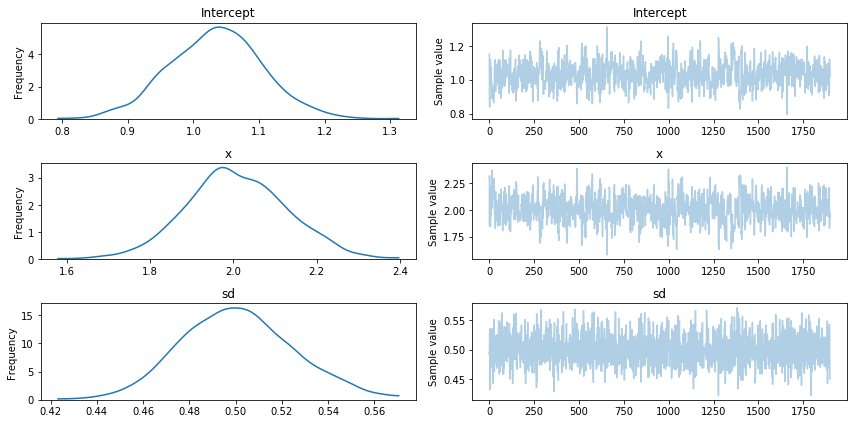 Intercept
Frequency
4
2
0
0.8 0.9 1.0 1.1 1.2 1.3
Intercept
Sample value
1.2
1.0
0.8
0 250 500 750 1000 1250 1500 1750
x
Frequency
3
2
1
0
1.6 1.8 2.0 2.2 2.4
x
Sample value
2.25
2.00
1.75
0 250 500 750 1000 1250 1500 1750
sd
Frequency
15
10
5
0
0.42 0.44 0.46 0.48 0.50 0.52 0.54 0.56
sd
Sample value
0.55
0.50
0.45
0 250 500 750 1000 1250 1500 1750